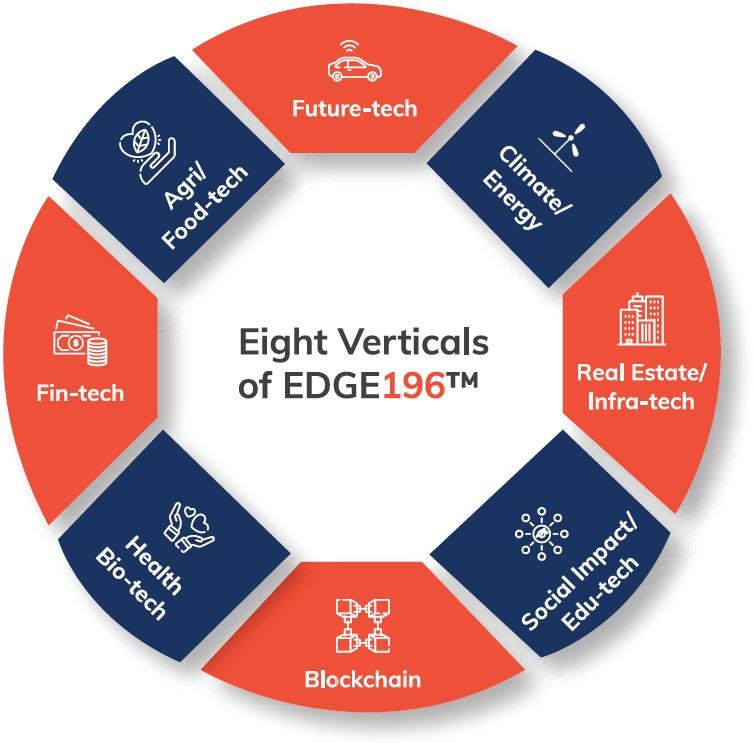 Future-tech
Climate/
Energy
Real Estate/
Infra-tech
Social Impact/
Edu-tech
Blockchain
Health
Bio-tech
Fin-tech
Agri/
Food-tech
Eight Verticals
of EDGE196™